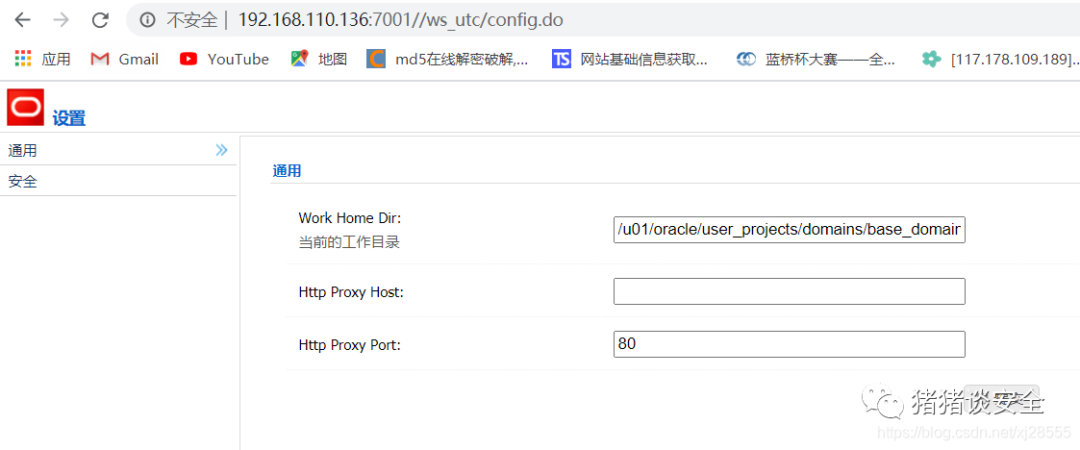 不安全 | 192.168.110.136:7001//ws_utc/config.do
应用 Gmail YouTube 地图 md5在线解密破解,... TS 网站基础信息获取... 蓝桥杯大赛——全... [117.178.109.189]...
设置
通用
安全
通用
Work Home Dir:
/u01/oracle/user_projects/domains/base_domair
当前的工作目录
Http Proxy Host:
Http Proxy Port:
80
猪猪谈安全
https://blog.csdn.net/xj28555